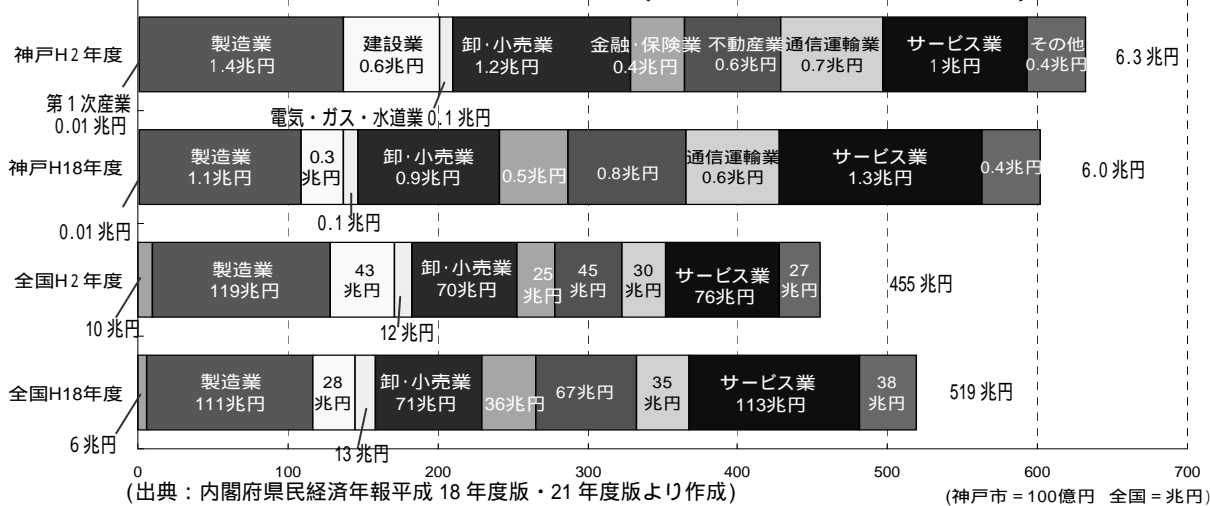 神戸H2年度
製造業
1.4兆円
建設業
0.6兆円
卸・小売業
1.2兆円
金融・保険業
0.4兆円
不動産業
0.6兆円
通信運輸業
0.7兆円
サービス業
1兆円
その他
0.4兆円
6.3兆円
第1次産業
0.01兆円
電気・ガス・水道業 0.1兆円
神戸H18年度
製造業
1.1兆円
0.3
兆円
卸・小売業
0.9兆円
0.5兆円
0.8兆円
通信運輸業
0.6兆円
サービス業
1.3兆円
0.4兆円
6.0兆円
0.01兆円
0.1兆円
全国H2年度
製造業
119兆円
43
兆円
卸・小売業
70兆円
25
兆円
45
兆円
30
兆円
サービス業
76兆円
27
兆円
455兆円
10兆円
12兆円
全国H18年度
製造業
111兆円
28
兆円
卸・小売業
71兆円
36兆円
67兆円
35
兆円
サービス業
113兆円
38
兆円
519兆円
6兆円
13兆円
0 100 200 300 400 500 600 700
(出典：内閣府県民経済年報平成18年度版・21年度版より作成)
(神戸市＝100億円 全国＝兆円)